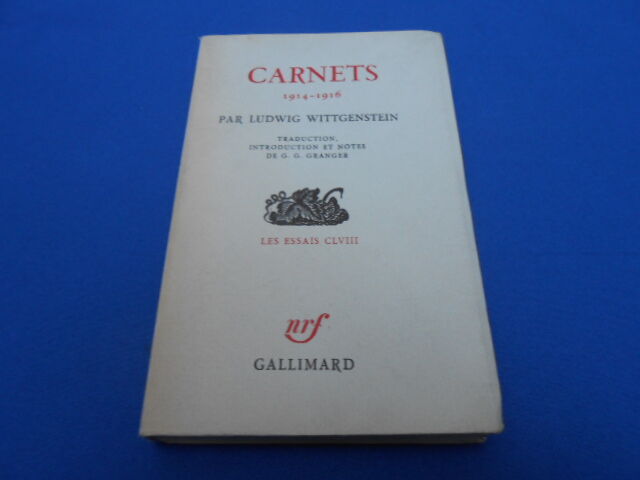 CARNETS
1914-1916
PAR LUDWIG WITTGENSTEIN
TRADUCTION,
INTRODUCTION ET NOTES
DE G. G. GRANGER
LES ESSAIS CLVIII
nrf
GALLIMARD